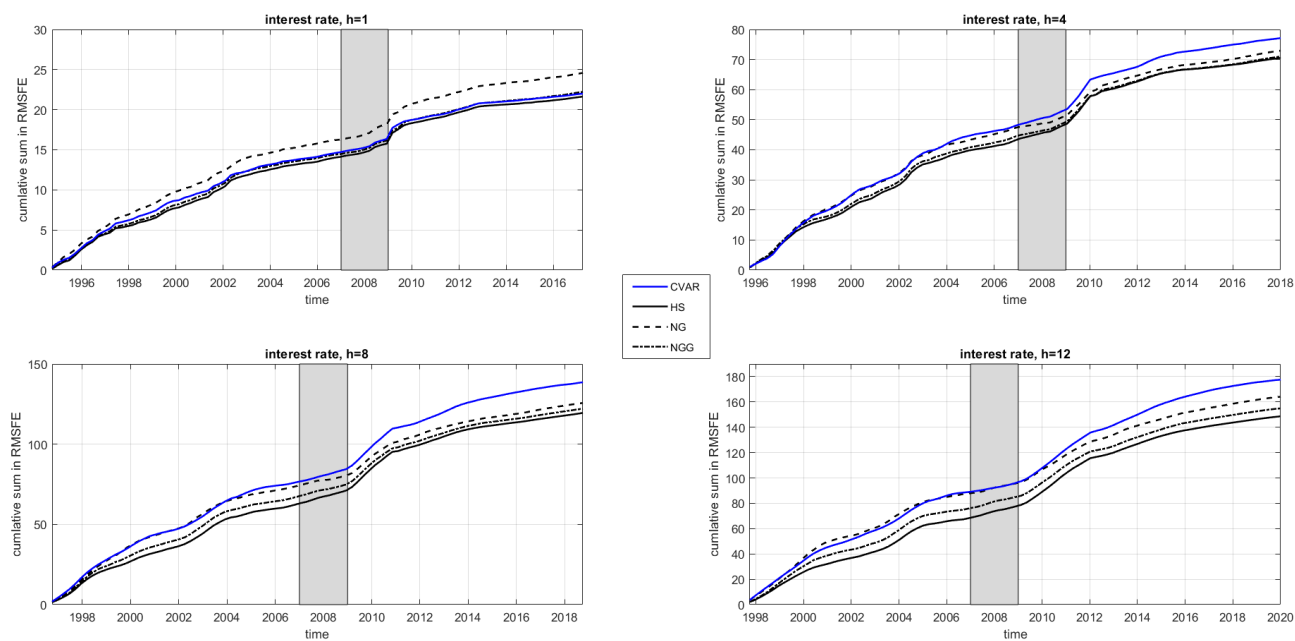 interest rate, h=1
30
25
20
15
10
5
0
cumlative sum in RMSFE
1996 1998 2000 2002 2004 2006 2008 2010 2012 2014 2016
time
interest rate, h=4
80
70
60
50
40
30
20
10
0
cumlative sum in RMSFE
1996 1998 2000 2002 2004 2006 2008 2010 2012 2014 2016 2018
time
CVAR
HS
NG
NGG
interest rate, h=8
150
100
50
0
cumlative sum in RMSFE
1998 2000 2002 2004 2006 2008 2010 2012 2014 2016 2018
time
interest rate, h=12
180
160
140
120
100
80
60
40
20
0
cumlative sum in RMSFE
1998 2000 2002 2004 2006 2008 2010 2012 2014 2016 2018 2020
time